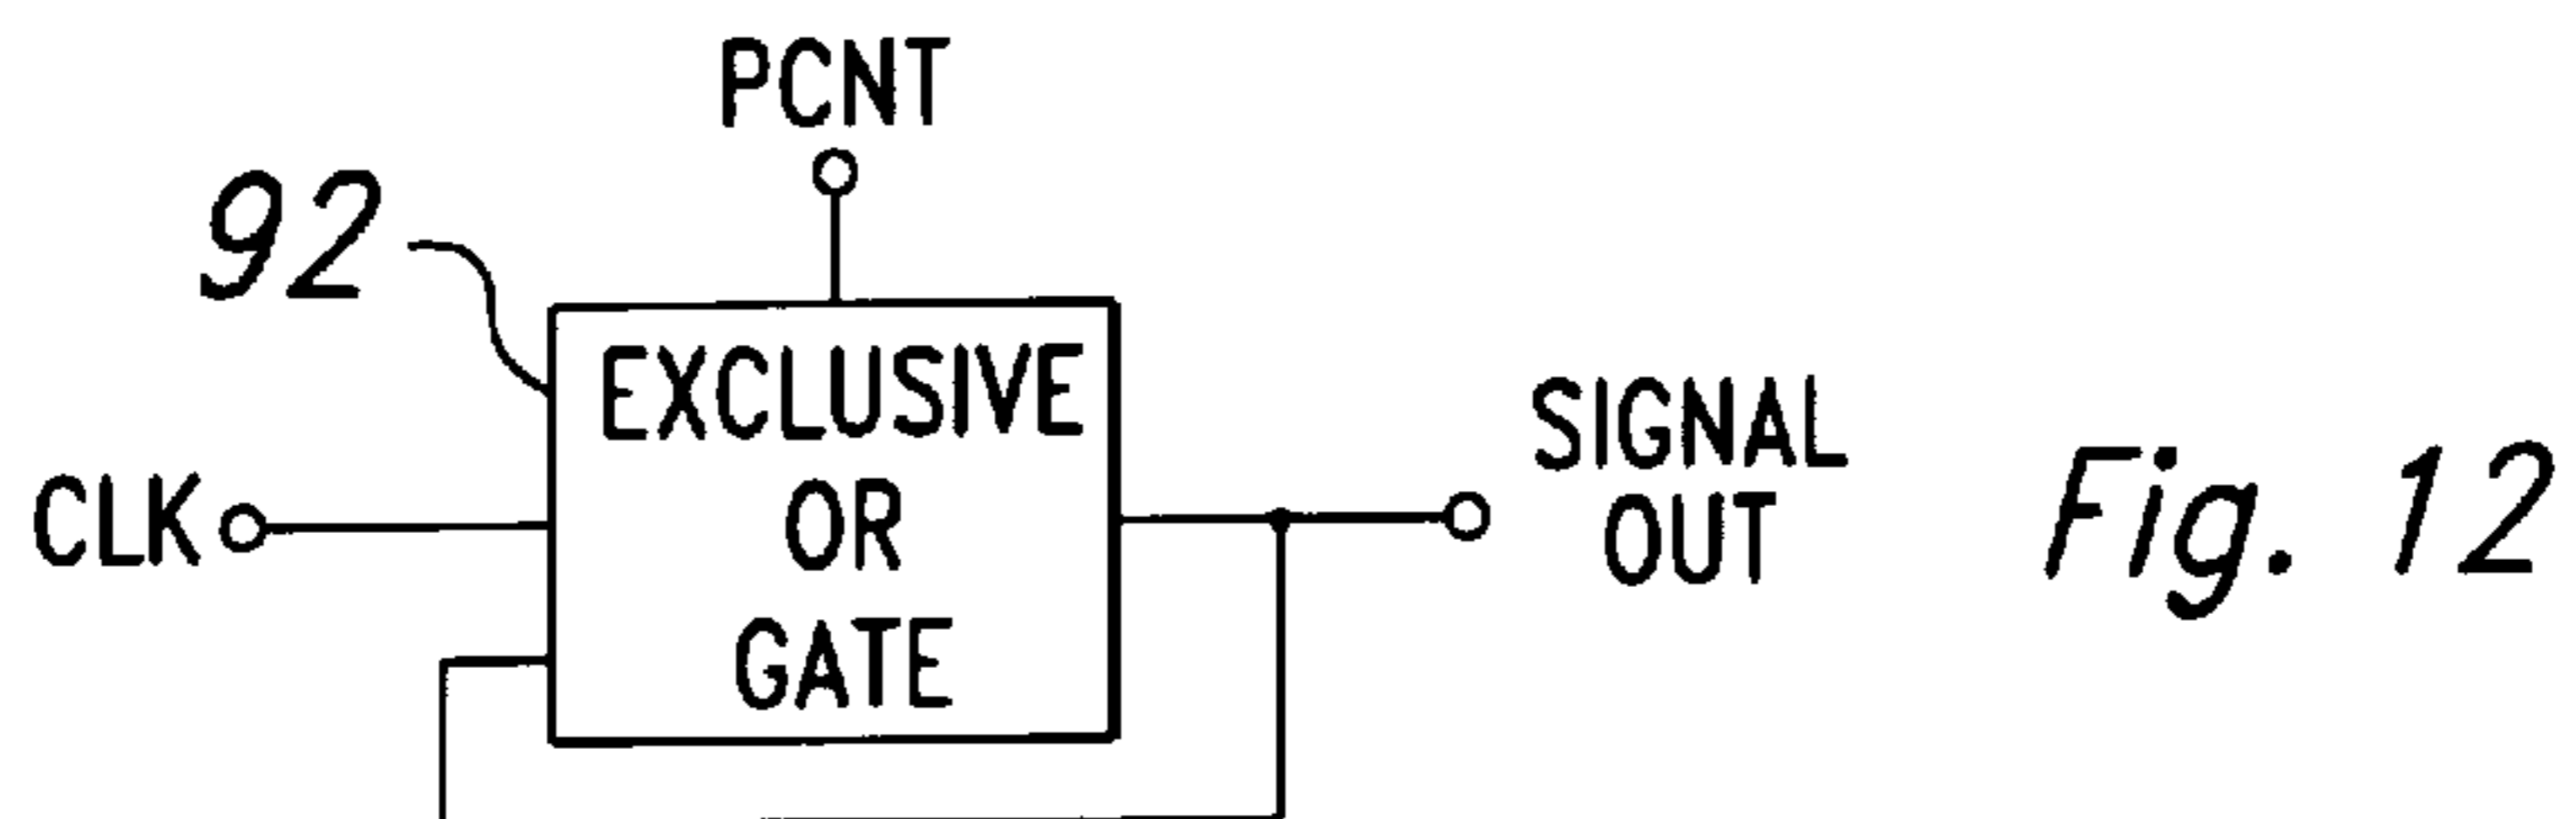 PCNT
92
EXCLUSIVE
OR
GATE
CLK
SIGNAL
OUT
Fig. 12